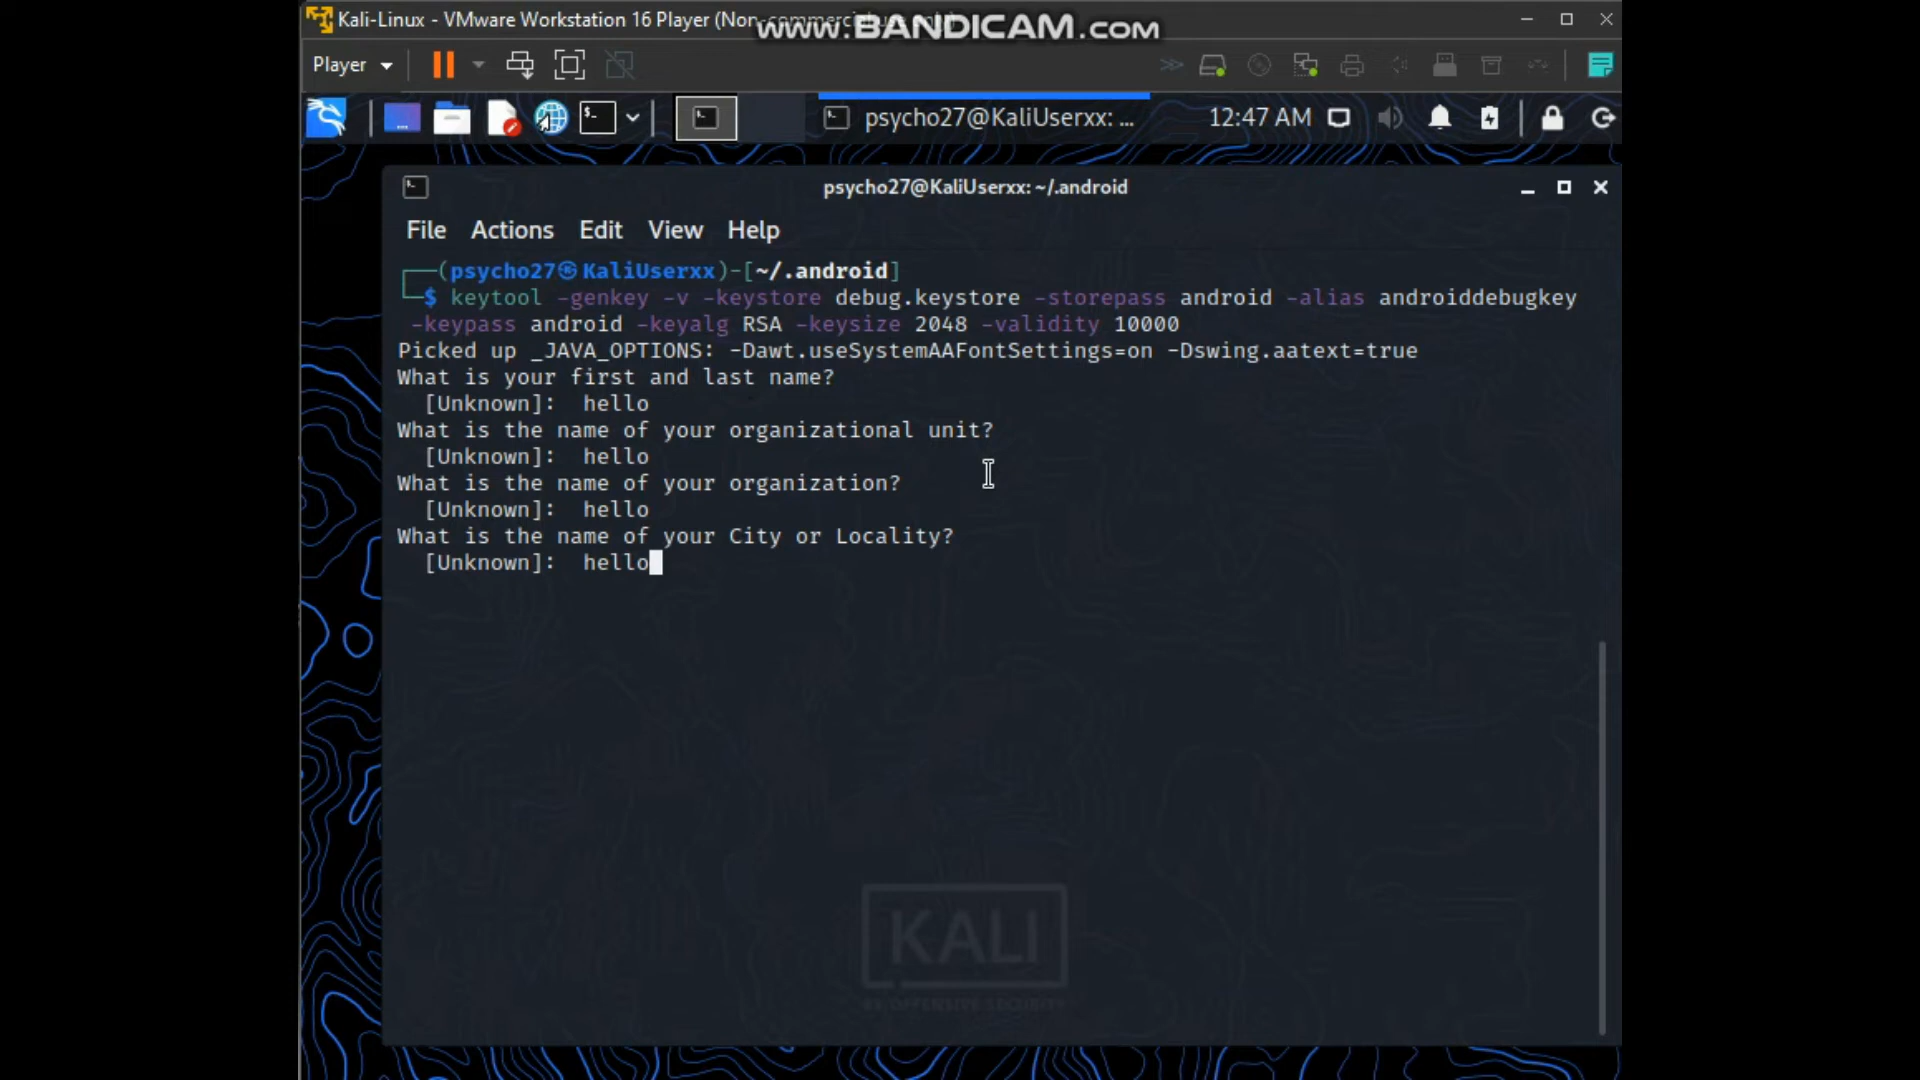 Kali-Linux - VMware Workstation 16 Player (Non-commercial use only)
www.BANDICAM.com
Player
psycho27@KaliUserxx: ...
12:47 AM
psycho27@KaliUserxx: ~/.android
File Actions Edit View Help
┌──(psycho27㉿KaliUserxx)-[~/.android]
└─$ keytool -genkey -v -keystore debug.keystore -storepass android -alias androiddebugkey
-keypass android -keyalg RSA -keysize 2048 -validity 10000
Picked up _JAVA_OPTIONS: -Dawt.useSystemAAFontSettings=on -Dswing.aatext=true
What is your first and last name?
[Unknown]: hello
What is the name of your organizational unit?
[Unknown]: hello
What is the name of your organization?
[Unknown]: hello
What is the name of your City or Locality?
[Unknown]: hello
KALI
BY OFFENSIVE SECURITY